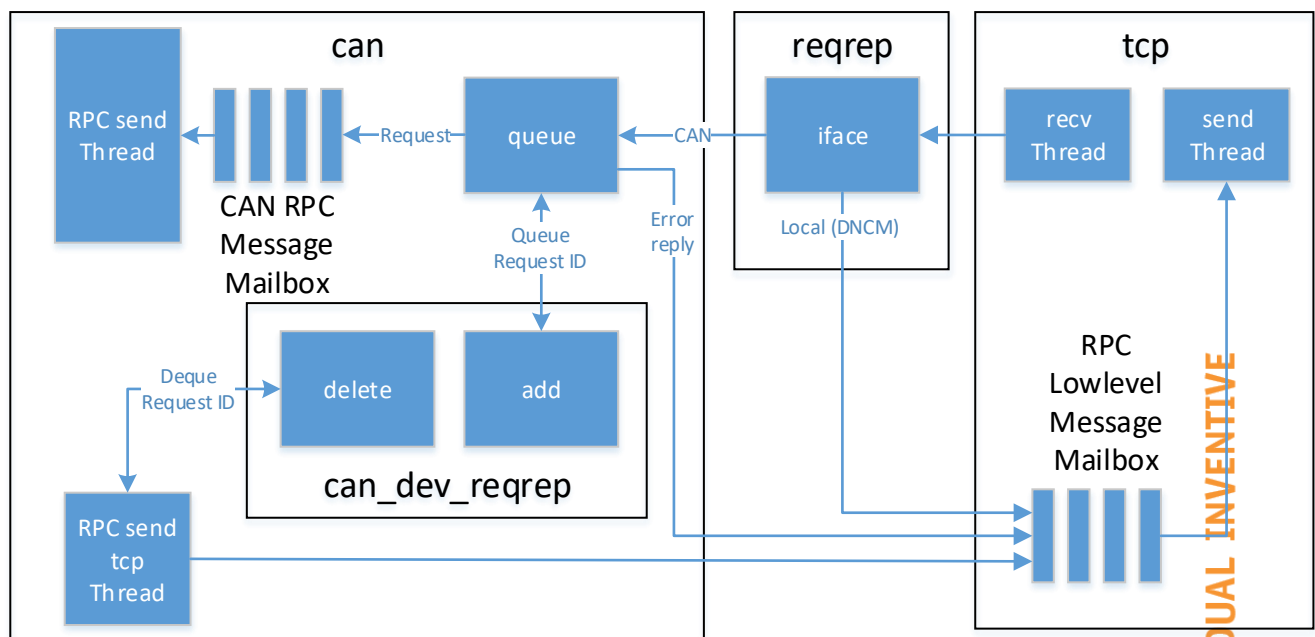 can
reqrep
tcp
RPC send
Thread
Request
queue
CAN
iface
recv
Thread
send
Thread
CAN RPC
Message
Mailbox
Queue
Request ID
Error
reply
Local (DNCM)
Deque
Request ID
delete
add
can_dev_reqrep
RPC send
tcp
Thread
RPC
Lowlevel
Message
Mailbox
DUAL INVENTIVE